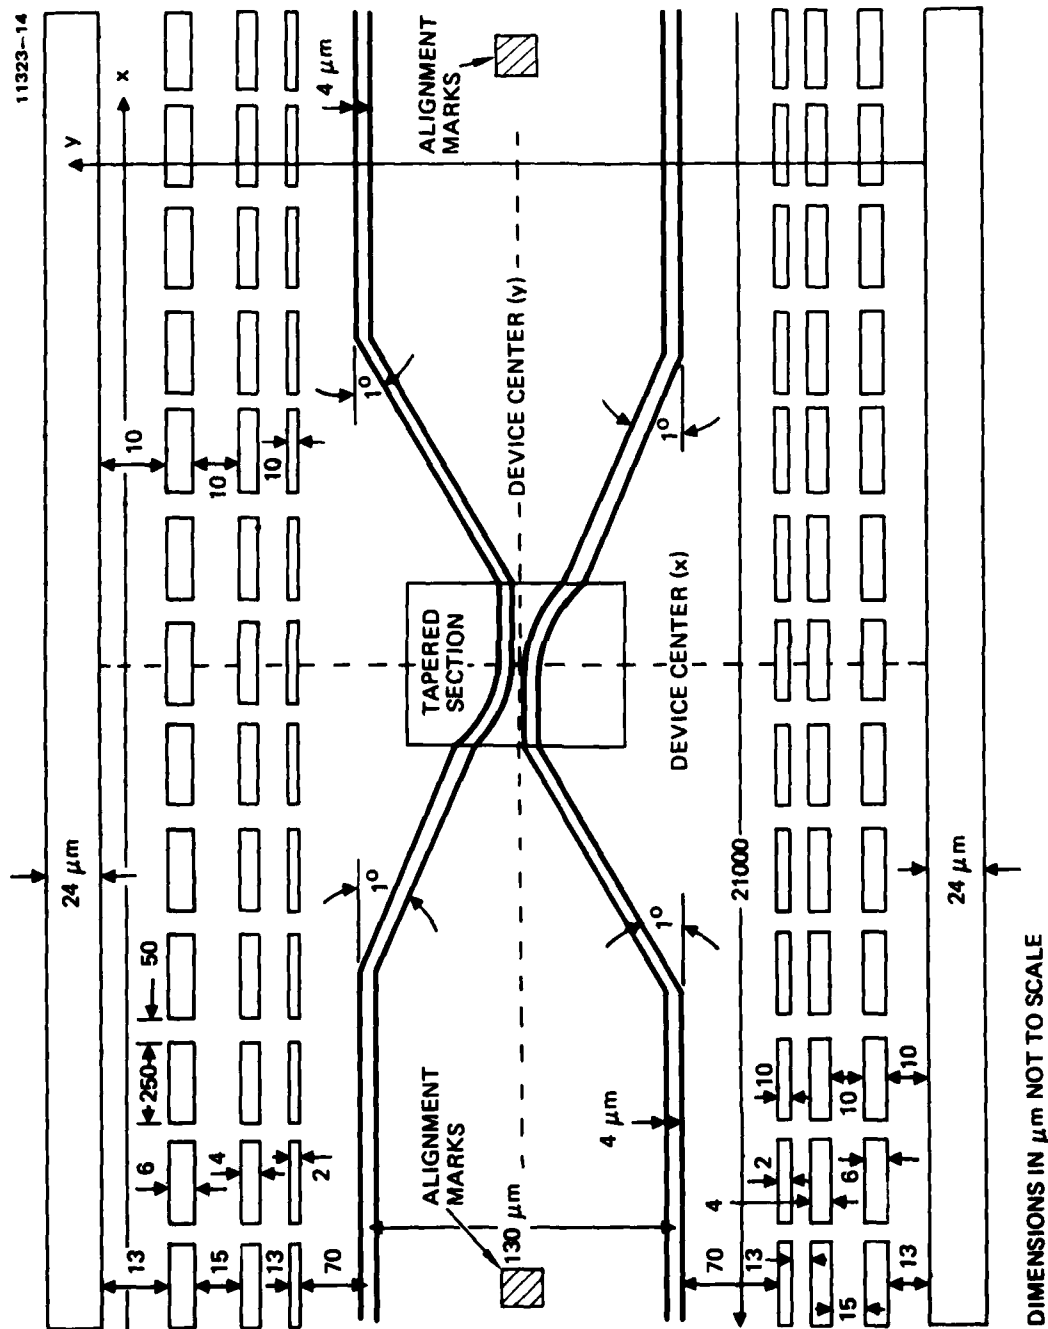 11323-14
y
x
24 μm
10
10
10
50
250
6
4
2
13
15
13
70
4 μm
ALIGNMENT
MARKS
1°
1°
DEVICE CENTER (y)
TAPERED
SECTION
ALIGNMENT
MARKS
130 μm
DEVICE CENTER (x)
1°
1°
4 μm
21000
70
13
15
13
2
4
6
10
10
10
24 μm
DIMENSIONS IN μm NOT TO SCALE